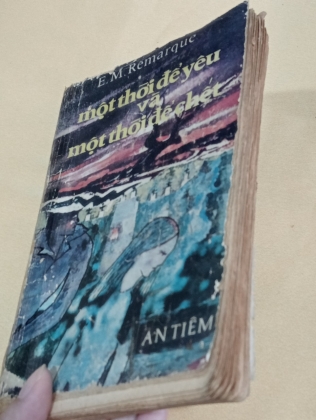 E. M. Remarque
một thời để yêu
và
một thời để chết
AN TIÊM